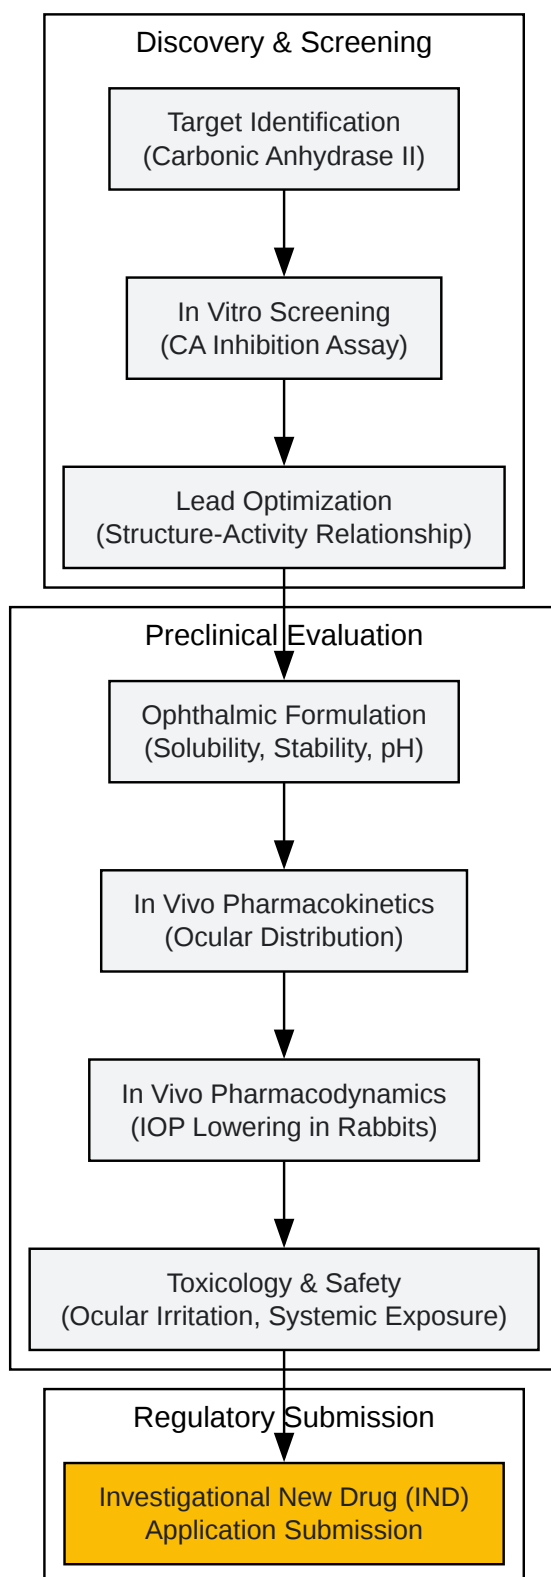 Discovery & Screening
Target Identification
(Carbonic Anhydrase II)
In Vitro Screening
(CA Inhibition Assay)
Lead Optimization
(Structure-Activity Relationship)
Preclinical Evaluation
Ophthalmic Formulation
(Solubility, Stability, pH)
In Vivo Pharmacokinetics
(Ocular Distribution)
In Vivo Pharmacodynamics
(IOP Lowering in Rabbits)
Toxicology & Safety
(Ocular Irritation, Systemic Exposure)
Regulatory Submission
Investigational New Drug (IND)
Application Submission